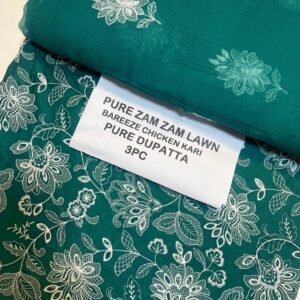 PURE ZAM ZAM LAWN
BAREEZE CHICKEN KARI
PURE DUPATTA
3PC